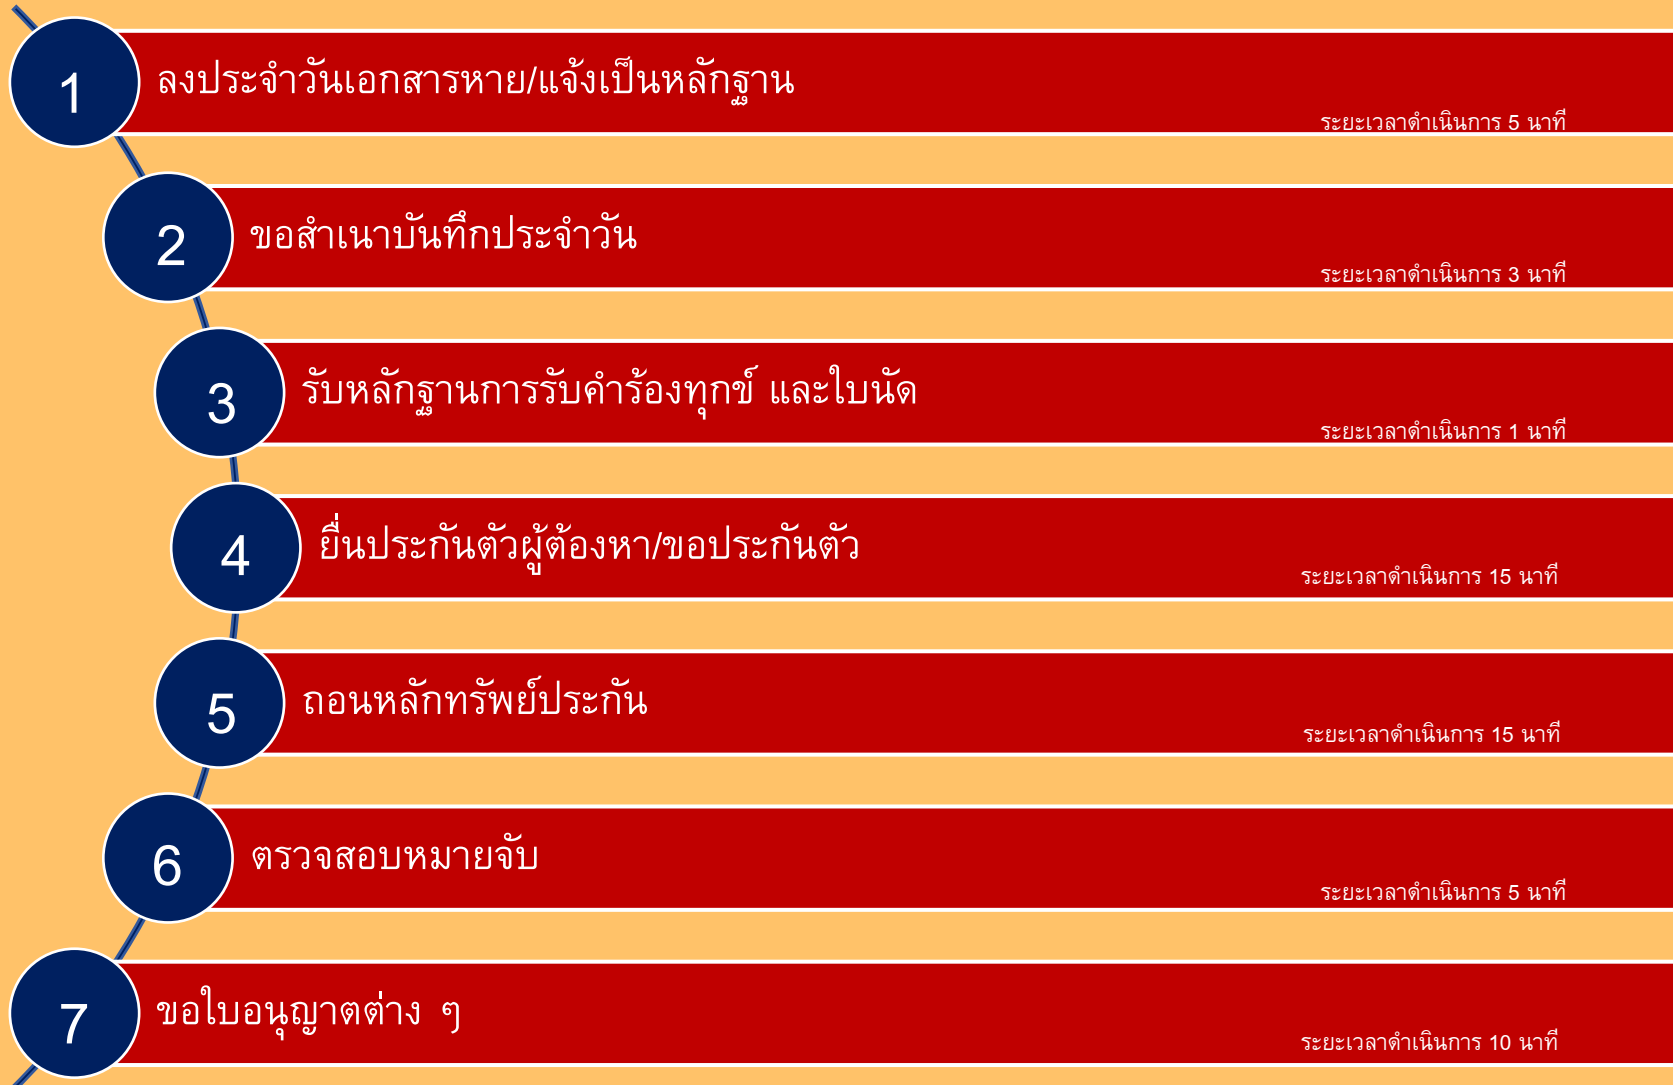 1
ลงประจำวันเอกสารหาย/แจ้งเป็นหลักฐาน
ระยะเวลาดำเนินการ 5 นาที
2
ขอสำเนาบันทึกประจำวัน
ระยะเวลาดำเนินการ 3 นาที
3
รับหลักฐานการรับคำร้องทุกข์ และใบนัด
ระยะเวลาดำเนินการ 1 นาที
4
ยื่นประกันตัวผู้ต้องหา/ขอประกันตัว
ระยะเวลาดำเนินการ 15 นาที
5
ถอนหลักทรัพย์ประกัน
ระยะเวลาดำเนินการ 15 นาที
6
ตรวจสอบหมายจับ
ระยะเวลาดำเนินการ 5 นาที
7
ขอใบอนุญาตต่าง ๆ
ระยะเวลาดำเนินการ 10 นาที